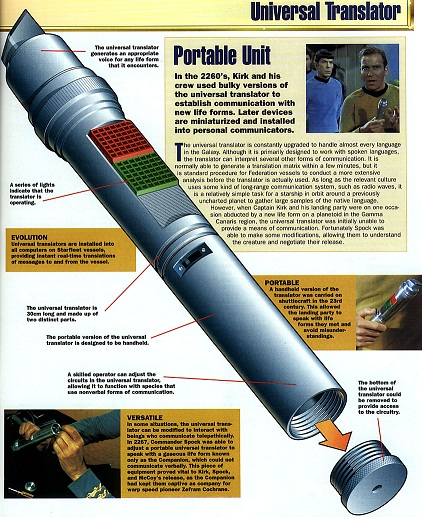 Universal Translator
The universal translator
generates an appropriate
voice for any life form
that it encounters.
Portable Unit
In the 2260's, Kirk and his
crew used bulky versions of
the universal translator to
establish communication with
new life forms. Later devices
are miniaturized and installed
into personal communicators.
The universal translator is constantly upgraded to handle almost every language
in the Galaxy. Although it is primarily designed to work with spoken languages,
the translator can interpret several other forms of communication. It is
normally able to generate a translation matrix within a few minutes, but it
is standard procedure for Federation vessels to conduct a more extensive
analysis before the translator is actually used. As long as the relevant culture
uses some kind of long-range communication system, such as radio waves, it
is a relatively simple task for a starship in orbit around a previously
uncharted planet to gather large samples of the native language.
However, when Captain Kirk and his landing party were on one occa-
sion abducted by a new life form on a planetoid in the Gamma
Canaris region, the universal translator was initially unable to
provide a means of communication. Fortunately Spock was
able to make some modifications, allowing them to understand
the creature and negotiate their release.
A series of lights
indicate that the
translator is
operating.
EVOLUTION
Universal translators are installed into
all computers on Starfleet vessels,
providing instant real-time translations
of messages to and from the vessel.
PORTABLE
A handheld version of the
translator was carried on
shuttlecraft in the 23rd
century. This allowed
the landing party to
speak with life
forms they met and
avoid misunder-
standings.
The universal translator is
30cm long and made up of
two distinct parts.
The portable version of the universal
translator is designed to be handheld.
A skilled operator can adjust the
circuits in the universal translator,
allowing it to function with species that
use nonverbal forms of communication.
The bottom of
the universal
translator could
be removed to
provide access
to the circuitry.
VERSATILE
In some situations, the universal trans-
lator can be modified to interact with
beings who communicate telepathically.
In 2267, Commander Spock was able to
adjust a portable universal translator to
speak with a gaseous life form known
only as the Companion, which could not
communicate verbally. This piece of
equipment proved vital to Kirk, Spock,
and McCoy's release, as the Companion
had kept them captive as company for
warp speed pioneer Zefram Cochrane.